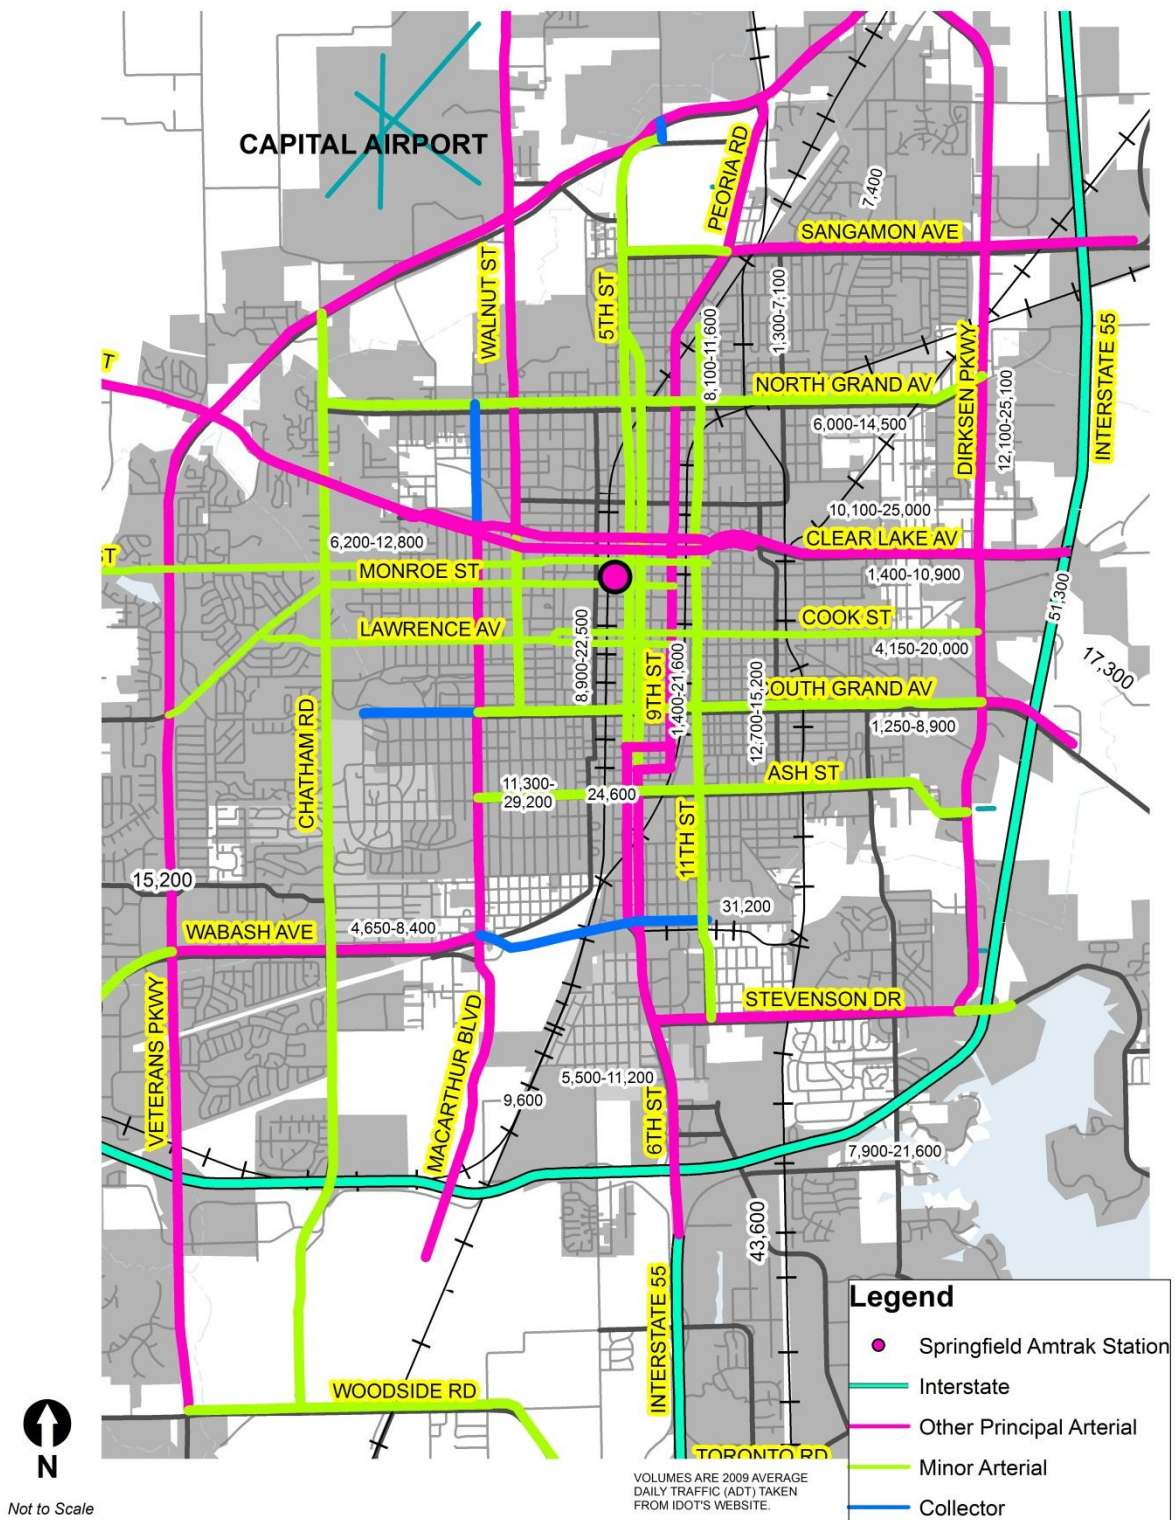 CAPITAL AIRPORT
PEORIA RD
7,400
SANGAMON AVE
WALNUT ST
5TH ST
1,300-7,100
8,100-11,600
INTERSTATE 55
T
NORTH GRAND AV
DIRKSEN PKWY
12,100-25,100
6,000-14,500
10,100-25,000
6,200-12,800
CLEAR LAKE AV
ST
MONROE ST
1,400-10,900
51,300
LAWRENCE AV
COOK ST
4,150-20,000
8,900-22,500
9TH ST
1,400-21,600
17,300
OUTH GRAND AV
12,700-15,200
1,250-8,900
CHATHAM RD
ASH ST
11,300-
29,200
24,600
11TH ST
15,200
31,200
4,650-8,400
WABASH AVE
STEVENSON DR
VETERANS PKWY
MACARTHUR BLVD
5,500-11,200
9,600
6TH ST
7,900-21,600
43,600
INTERSTATE 55
WOODSIDE RD
TORONTO RD
Legend
Springfield Amtrak Station
Interstate
Other Principal Arterial
Minor Arterial
Collector
N
Not to Scale
VOLUMES ARE 2009 AVERAGE
DAILY TRAFFIC (ADT) TAKEN
FROM IDOT'S WEBSITE.